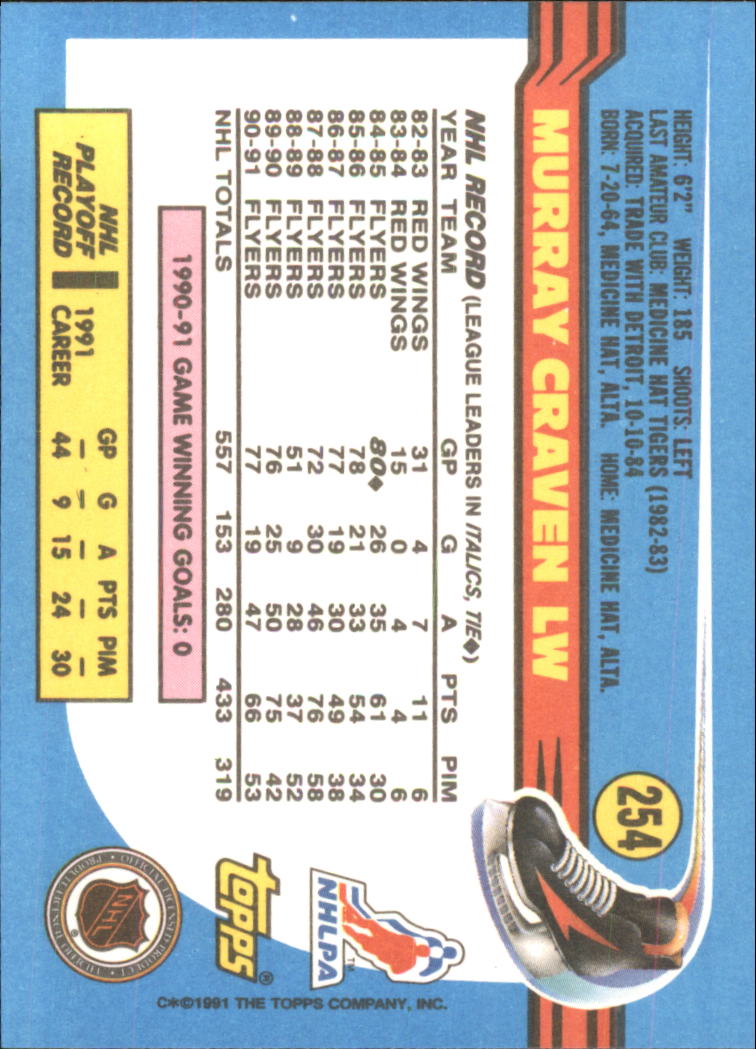 254
HEIGHT: 6'2" WEIGHT: 185 SHOOTS: LEFT
LAST AMATEUR CLUB: MEDICINE HAT TIGERS (1982-83)
ACQUIRED: TRADE WITH DETROIT, 10-10-84
BORN: 7-20-64, MEDICINE HAT, ALTA. HOME: MEDICINE HAT, ALTA.
MURRAY CRAVEN LW
NHL RECORD (LEAGUE LEADERS IN ITALICS, TIE◆)
YEAR TEAM GP G A PTS PIM
82-83 RED WINGS 31 4 7 11 6
83-84 RED WINGS 15 0 4 4 6
84-85 FLYERS 80◆ 26 35 61 30
85-86 FLYERS 78 21 33 54 34
86-87 FLYERS 77 19 30 49 38
87-88 FLYERS 72 30 46 76 58
88-89 FLYERS 51 9 28 37 52
89-90 FLYERS 76 25 50 75 42
90-91 FLYERS 77 19 47 66 53
NHL TOTALS 557 153 280 433 319
1990-91 GAME WINNING GOALS: 0
NHL PLAYOFF RECORD
GP G A PTS PIM
1991 – – – – –
CAREER 44 9 15 24 30
NHLPA™
TOPPS®
NHL
OFFICIAL LICENSED PRODUCT
®
C*©1991 THE TOPPS COMPANY, INC.